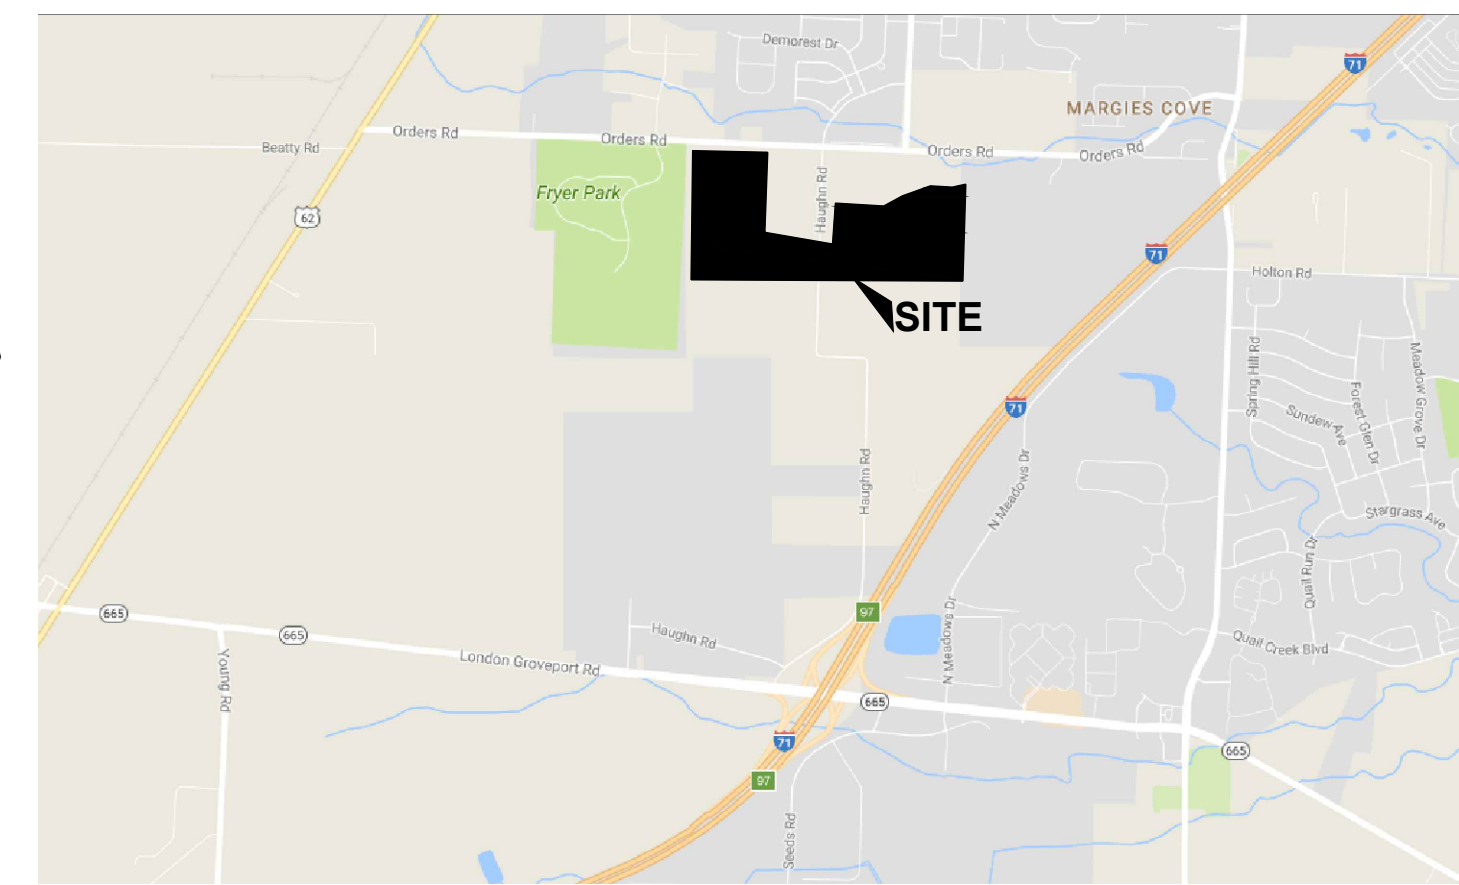 Demorest Dr
71
MARGIES COVE
Orders Rd
Orders Rd
Beatty Rd
Orders Rd
Orders Rd
Fryer Park
Haughn Rd
62
71
Holton Rd
SITE
Spring Hill Rd
Meadow Grove Dr
Forest Glen Dr
Sundew Ave
71
Haughn Rd
N Meadows Dr
Stargrass Ave
Quail Run Dr
97
665
665
Haughn Rd
N Meadows Dr
Quail Creek Blvd
London Groveport Rd
Young Rd
665
71
665
97
Seeds Rd